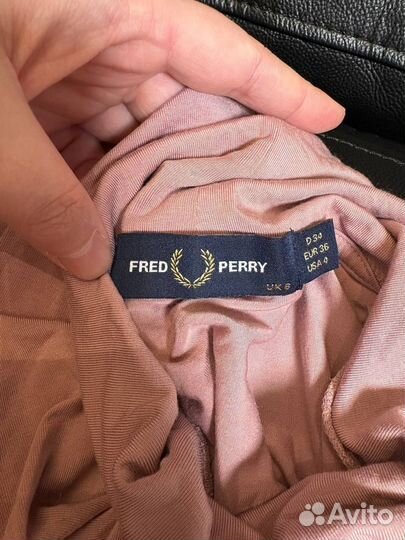 FRED PERRY
UK 8
D 34
EUR 36
USA 4
Avito